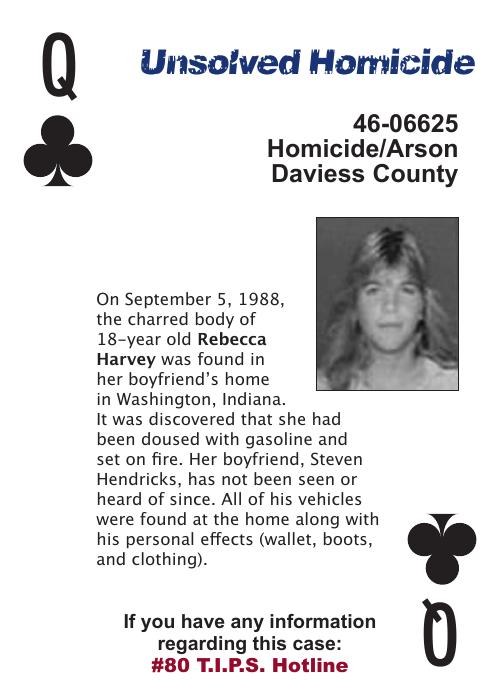 Q
Unsolved Homicide
46-06625
Homicide/Arson
Daviess County
On September 5, 1988,
the charred body of
18-year old Rebecca
Harvey was found in
her boyfriend's home
in Washington, Indiana.
It was discovered that she had
been doused with gasoline and
set on fire. Her boyfriend, Steven
Hendricks, has not been seen or
heard of since. All of his vehicles
were found at the home along with
his personal effects (wallet, boots,
and clothing).
If you have any information
regarding this case:
#80 T.I.P.S. Hotline
Q